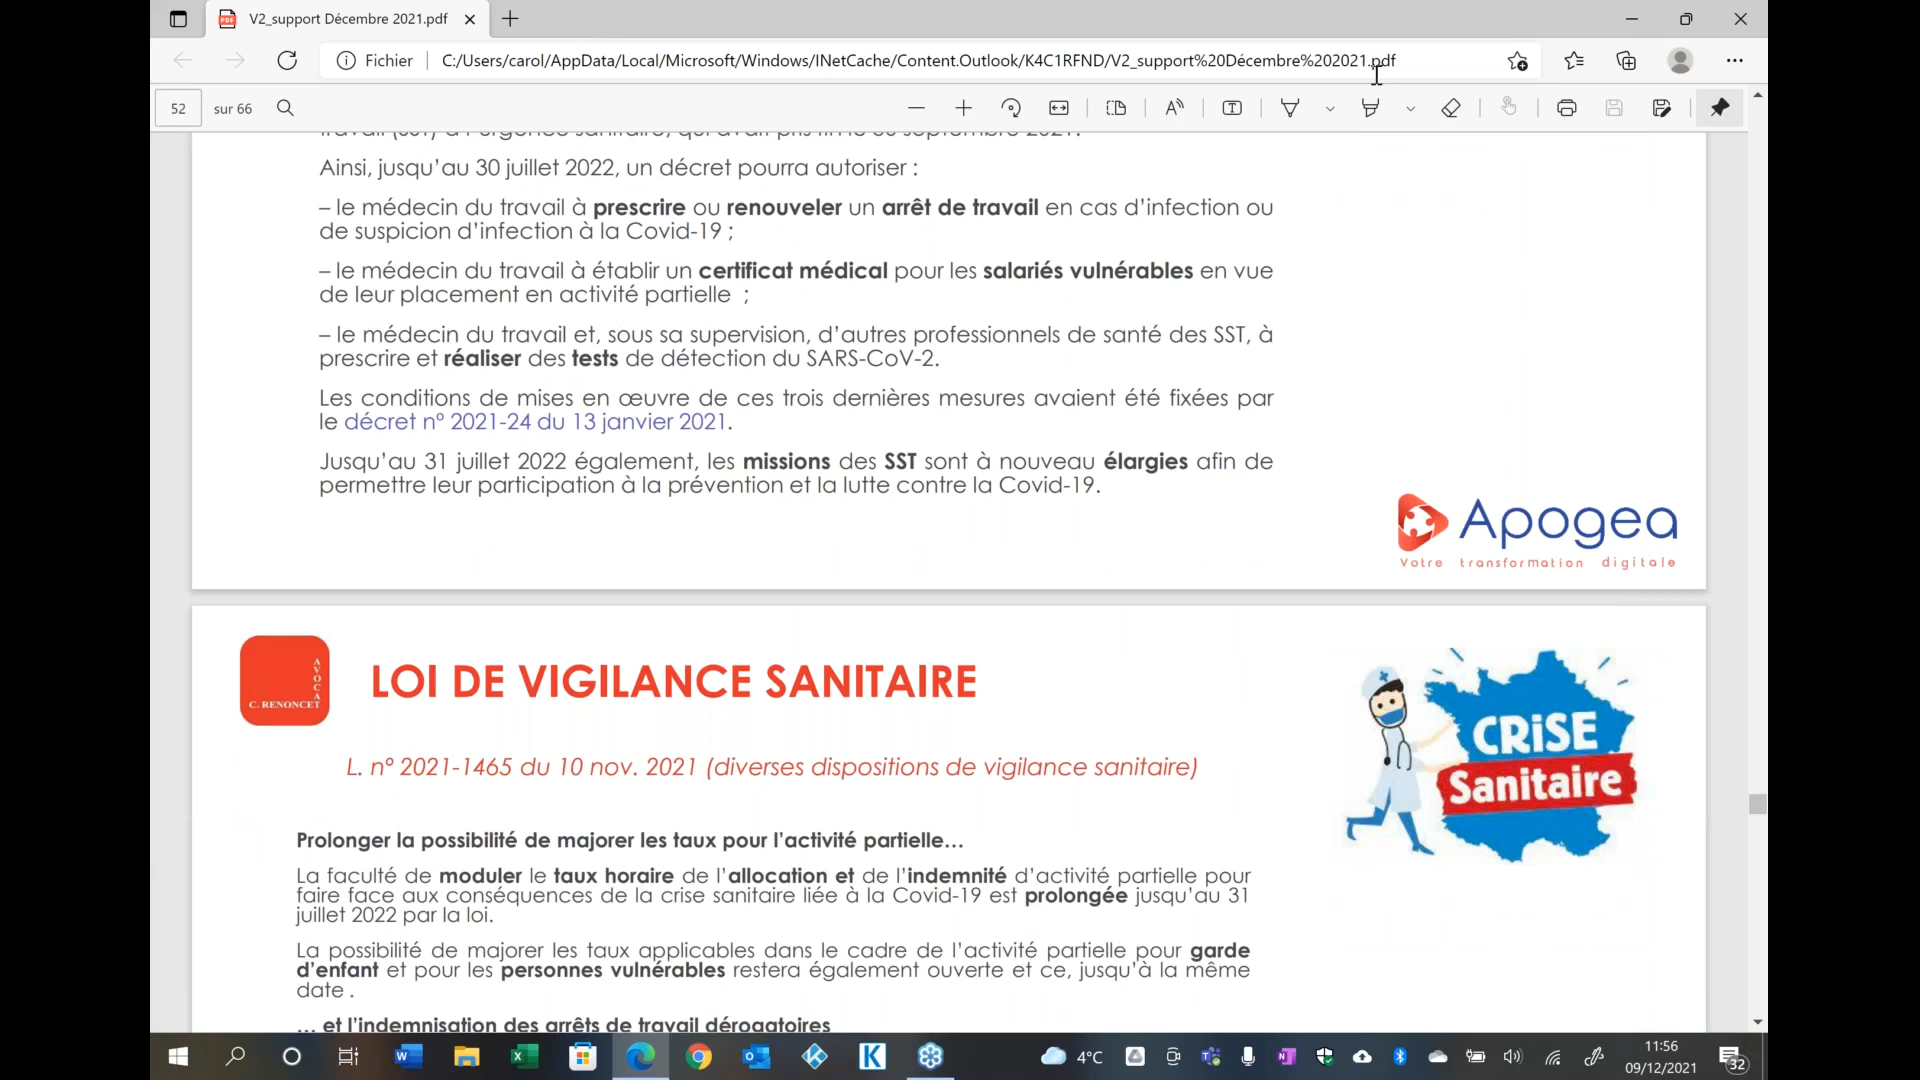 V2_support Décembre 2021.pdf
Fichier
C:/Users/carol/AppData/Local/Microsoft/Windows/INetCache/Content.Outlook/K4C1RFND/V2_support%20Décembre%202021.pdf
52 sur 66
Ainsi, jusqu’au 30 juillet 2022, un décret pourra autoriser :
– le médecin du travail à prescrire ou renouveler un arrêt de travail en cas d’infection ou
de suspicion d’infection à la Covid-19 ;
– le médecin du travail à établir un certificat médical pour les salariés vulnérables en vue
de leur placement en activité partielle ;
– le médecin du travail et, sous sa supervision, d’autres professionnels de santé des SST, à
prescrire et réaliser des tests de détection du SARS-CoV-2.
Les conditions de mises en œuvre de ces trois dernières mesures avaient été fixées par
le décret nº 2021-24 du 13 janvier 2021.
Jusqu’au 31 juillet 2022 également, les missions des SST sont à nouveau élargies afin de
permettre leur participation à la prévention et la lutte contre la Covid-19.
Apogea
Votre transformation digitale
AVOCAT
C. RENONCET
LOI DE VIGILANCE SANITAIRE
CRiSE
Sanitaire
L. nº 2021-1465 du 10 nov. 2021 (diverses dispositions de vigilance sanitaire)
Prolonger la possibilité de majorer les taux pour l’activité partielle…
La faculté de moduler le taux horaire de l’allocation et de l’indemnité d’activité partielle pour
faire face aux conséquences de la crise sanitaire liée à la Covid-19 est prolongée jusqu’au 31
juillet 2022 par la loi.
La possibilité de majorer les taux applicables dans le cadre de l’activité partielle pour garde
d’enfant et pour les personnes vulnérables restera également ouverte et ce, jusqu’à la même
date .
… et l’indemnisation des arrêts de travail dérogatoires
4°C
11:56
09/12/2021
32